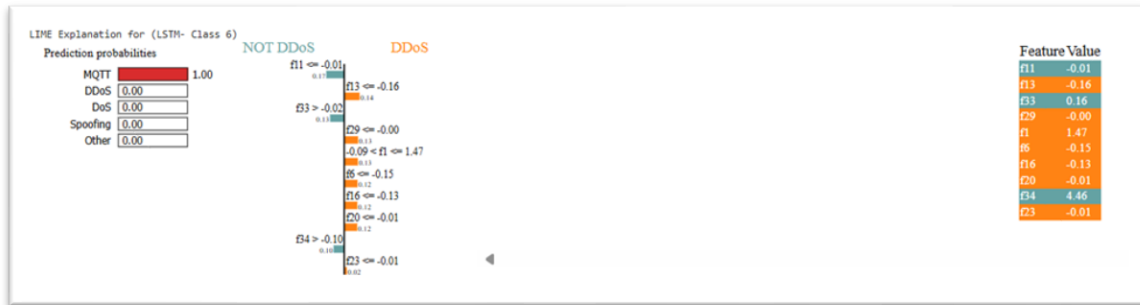 LIME Explanation for (LSTM- Class 6)
Prediction probabilities
MQTT 1.00
DDoS 0.00
DoS 0.00
Spoofing 0.00
Other 0.00
NOT DDoS DDoS
f11 <= -0.01
0.17
f13 <= -0.16
0.14
f33 > -0.02
0.13
f29 <= -0.00
0.13
-0.09 < f1 <= 1.47
0.13
f6 <= -0.15
0.12
f16 <= -0.13
0.12
f20 <= -0.01
0.12
f34 > -0.10
0.10
f23 <= -0.01
0.02
Feature Value
f11 -0.01
f13 -0.16
f33 0.16
f29 -0.00
f1 1.47
f6 -0.15
f16 -0.13
f20 -0.01
f34 4.46
f23 -0.01